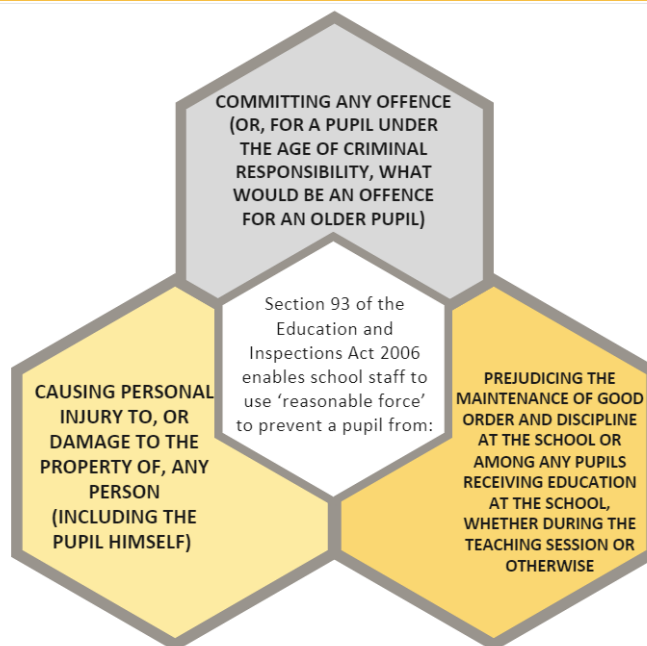 COMMITTING ANY OFFENCE
(OR, FOR A PUPIL UNDER
THE AGE OF CRIMINAL
RESPONSIBILITY, WHAT
WOULD BE AN OFFENCE
FOR AN OLDER PUPIL)
Section 93 of the
Education and
Inspections Act 2006
enables school staff to
use ‘reasonable force’
to prevent a pupil from:
CAUSING PERSONAL
INJURY TO, OR
DAMAGE TO THE
PROPERTY OF, ANY
PERSON
(INCLUDING THE
PUPIL HIMSELF)
PREJUDICING THE
MAINTENANCE OF GOOD
ORDER AND DISCIPLINE
AT THE SCHOOL OR
AMONG ANY PUPILS
RECEIVING EDUCATION
AT THE SCHOOL,
WHETHER DURING THE
TEACHING SESSION OR
OTHERWISE